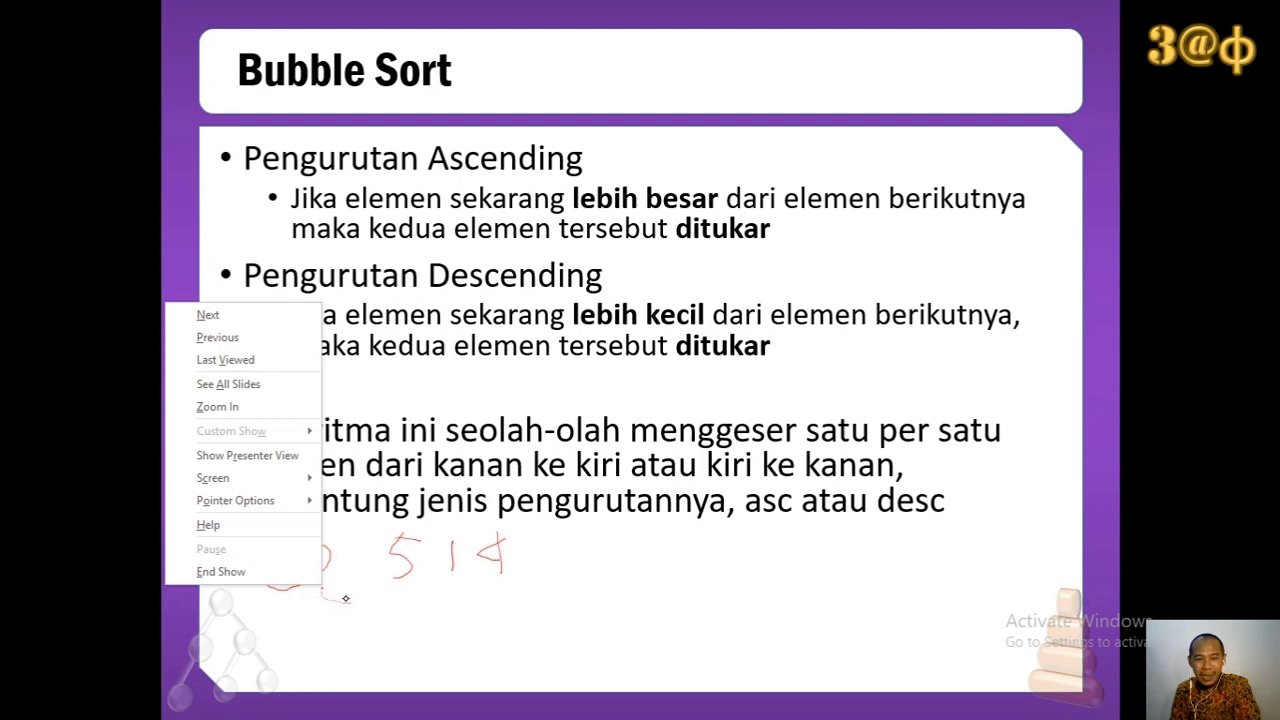 3@ф
Bubble Sort
• Pengurutan Ascending
• Jika elemen sekarang lebih besar dari elemen berikutnya
maka kedua elemen tersebut ditukar
• Pengurutan Descending
a elemen sekarang lebih kecil dari elemen berikutnya,
aka kedua elemen tersebut ditukar
itma ini seolah-olah menggeser satu per satu
en dari kanan ke kiri atau kiri ke kanan,
ntung jenis pengurutannya, asc atau desc
5 1 4
Next
Previous
Last Viewed
See All Slides
Zoom In
Custom Show
Show Presenter View
Screen
Pointer Options
Help
Pause
End Show
Activate Windows
Go to Settings to activa